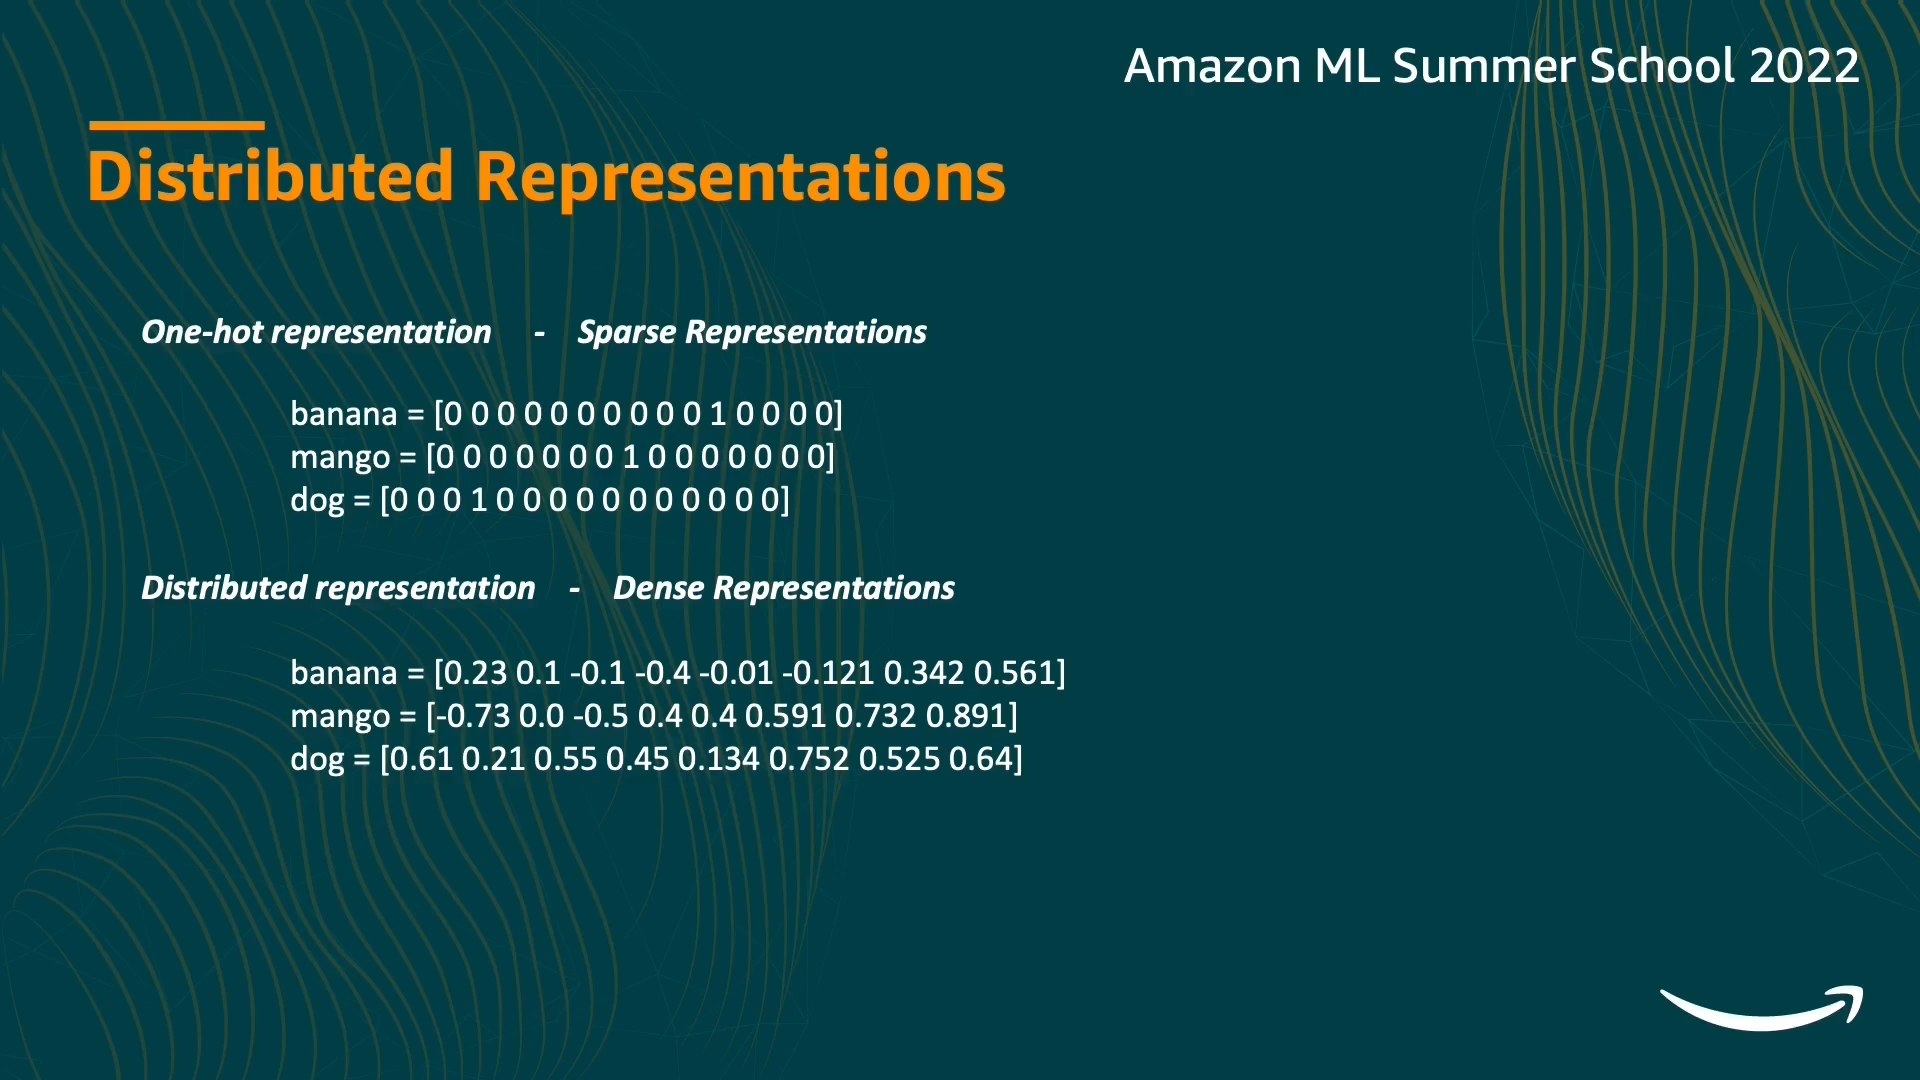 Amazon ML Summer School 2022
Distributed Representations
One-hot representation - Sparse Representations
banana = [0 0 0 0 0 0 0 0 0 0 1 0 0 0 0]
mango = [0 0 0 0 0 0 0 1 0 0 0 0 0 0 0]
dog = [0 0 0 1 0 0 0 0 0 0 0 0 0 0 0]
Distributed representation - Dense Representations
banana = [0.23 0.1 -0.1 -0.4 -0.01 -0.121 0.342 0.561]
mango = [-0.73 0.0 -0.5 0.4 0.4 0.591 0.732 0.891]
dog = [0.61 0.21 0.55 0.45 0.134 0.752 0.525 0.64]